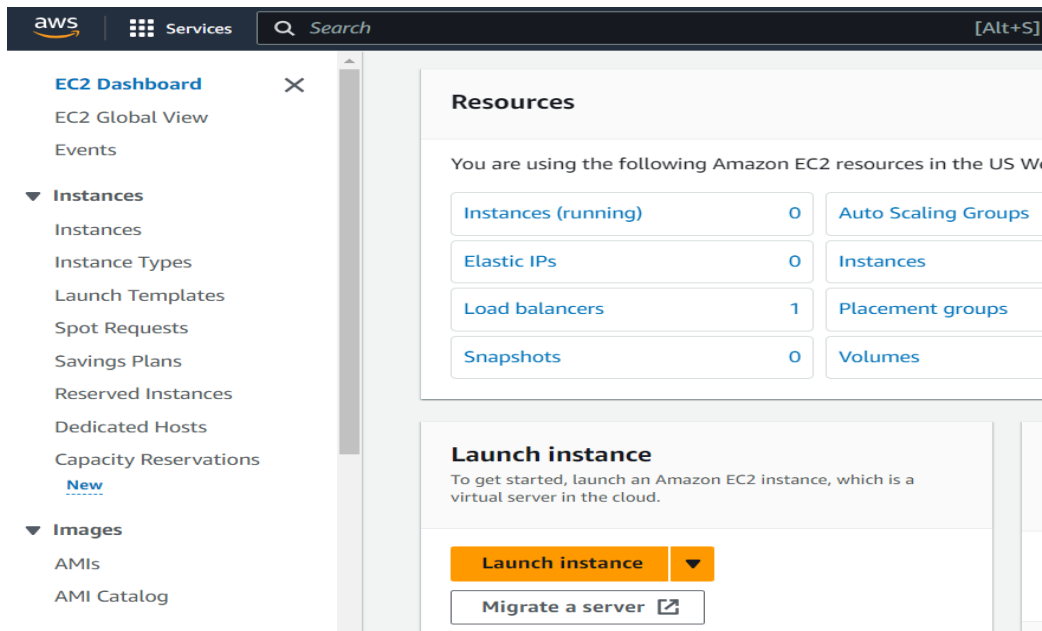 aws
Services
Search
[Alt+S]
EC2 Dashboard
EC2 Global View
Events
Instances
Instances
Instance Types
Launch Templates
Spot Requests
Savings Plans
Reserved Instances
Dedicated Hosts
Capacity Reservations
New
Images
AMIs
AMI Catalog
Resources
You are using the following Amazon EC2 resources in the US
Instances (running) 0
Auto Scaling Groups
Elastic IPs 0
Instances
Load balancers 1
Placement groups
Snapshots 0
Volumes
Launch instance
To get started, launch an Amazon EC2 instance, which is a
virtual server in the cloud.
Launch instance
Migrate a server